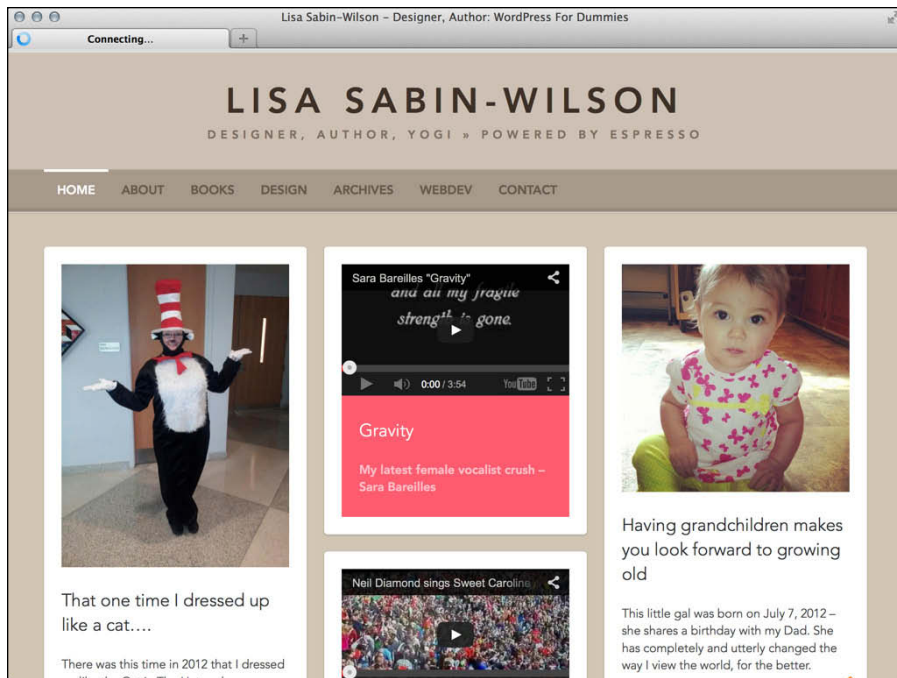 Lisa Sabin-Wilson – Designer, Author: WordPress For Dummies
Connecting...
LISA SABIN-WILSON
DESIGNER, AUTHOR, YOGI » POWERED BY ESPRESSO
HOME ABOUT BOOKS DESIGN ARCHIVES WEBDEV CONTACT
That one time I dressed up
like a cat....
There was this time in 2012 that I dressed
Sara Bareilles "Gravity"
and all my fragile
strength is gone.
0:00 / 3:54 YouTube
Gravity
My latest female vocalist crush –
Sara Bareilles
Neil Diamond sings Sweet Caroline
Having grandchildren makes
you look forward to growing
old
This little gal was born on July 7, 2012 –
she shares a birthday with my Dad. She
has completely and utterly changed the
way I view the world, for the better.